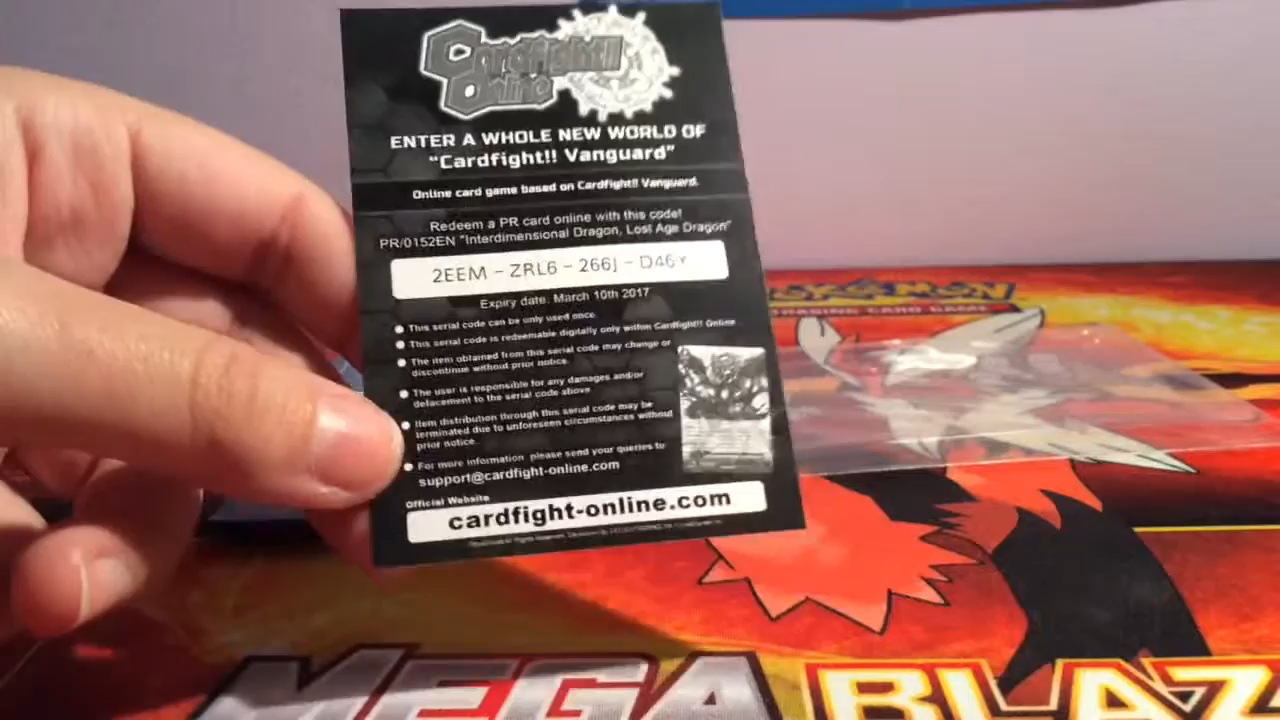 Cardfight!!
Online
ENTER A WHOLE NEW WORLD OF
"Cardfight!! Vanguard"
Online card game based on Cardfight!! Vanguard.
Redeem a PR card online with this code!
PR/0152EN "Interdimensional Dragon, Lost Age Dragon"
2EEM - ZRL6 - 266J - D46Y
Expiry date: March 10th 2017
This serial code can be only used once.
This serial code is redeemable digitally only within Cardfight!! Online
The item obtained from this serial code may change or
discontinue without prior notice.
The user is responsible for any damages and/or
defacement to the serial code above.
Item distribution through this serial code may be
terminated due to unforeseen circumstances without
prior notice.
For more information, please send your queries to
support@cardfight-online.com
Official Website
cardfight-online.com
POKÉMON
TRADING CARD GAME
MEGA BLAZ